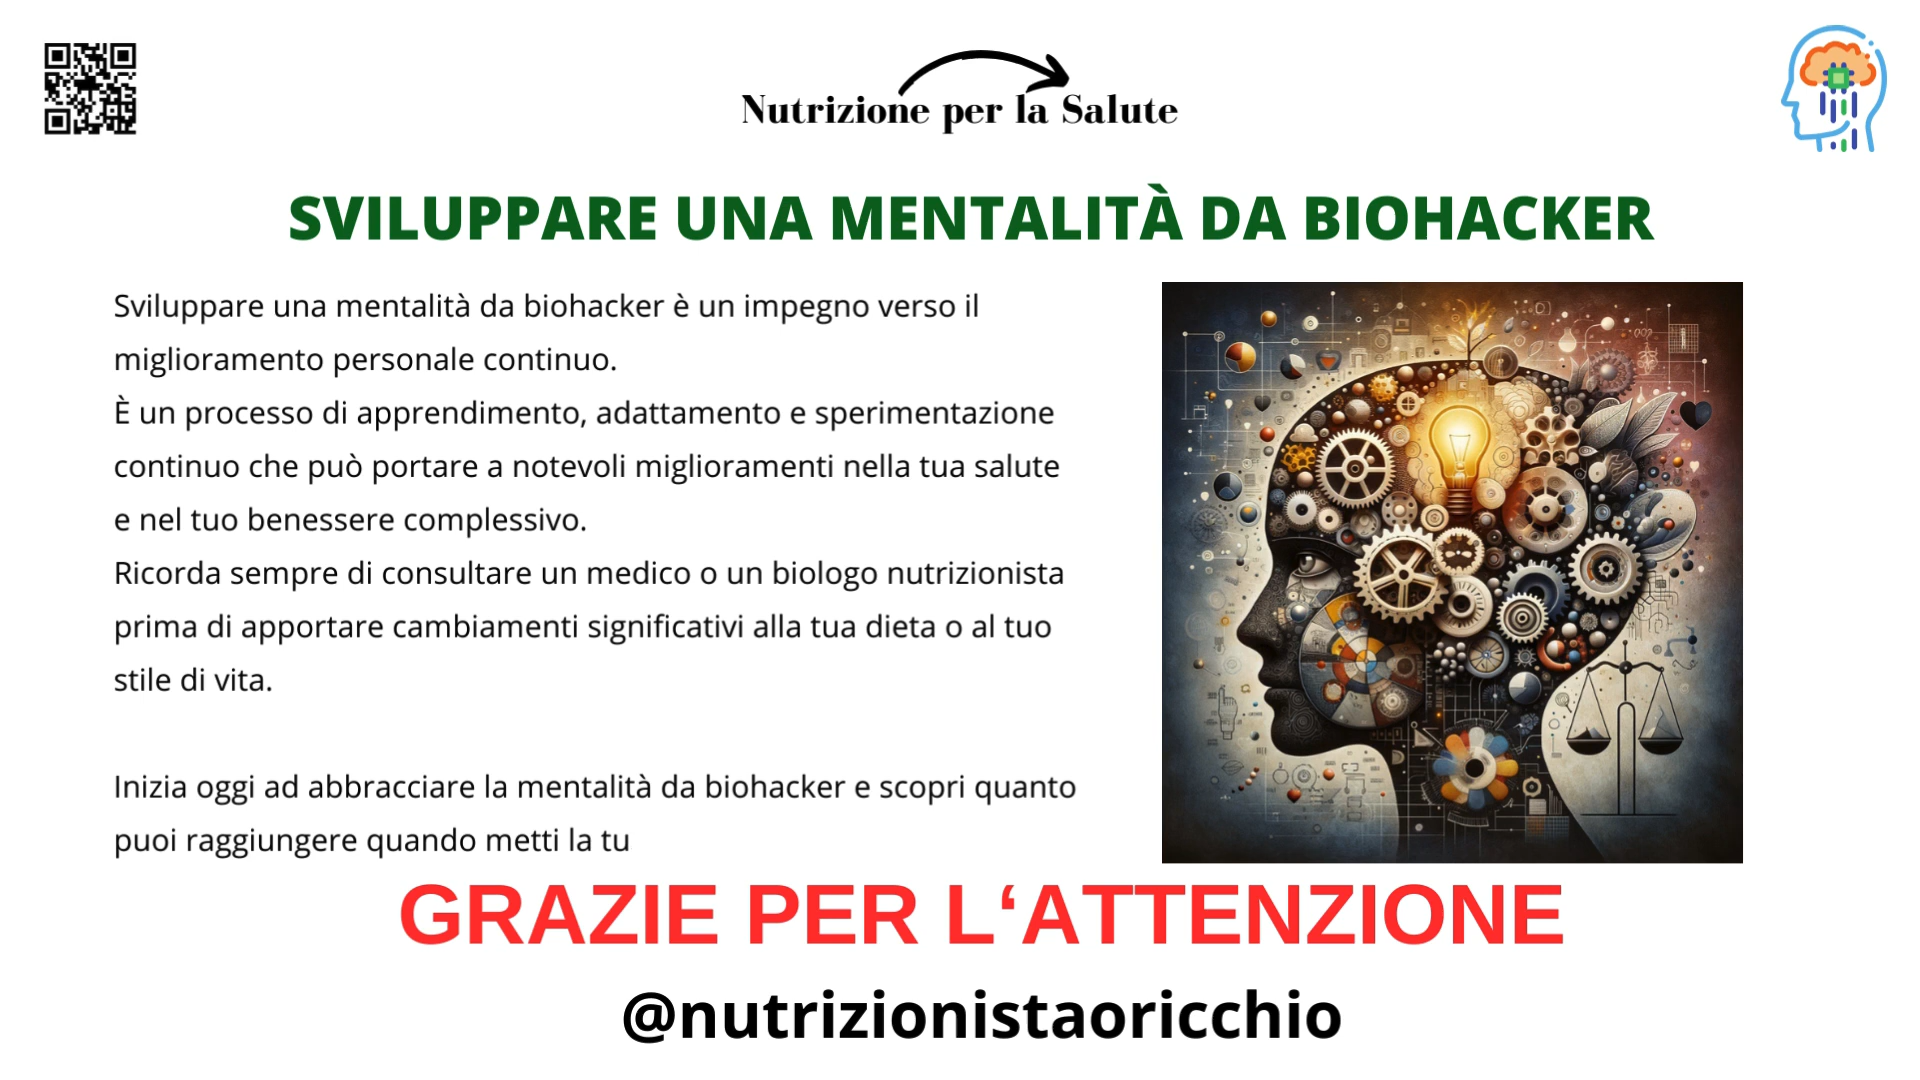 Nutrizione per la Salute
SVILUPPARE UNA MENTALITÀ DA BIOHACKER
Sviluppare una mentalità da biohacker è un impegno verso il
miglioramento personale continuo.
È un processo di apprendimento, adattamento e sperimentazione
continuo che può portare a notevoli miglioramenti nella tua salute
e nel tuo benessere complessivo.
Ricorda sempre di consultare un medico o un biologo nutrizionista
prima di apportare cambiamenti significativi alla tua dieta o al tuo
stile di vita.
Inizia oggi ad abbracciare la mentalità da biohacker e scopri quanto
puoi raggiungere quando metti la tu
GRAZIE PER L‘ATTENZIONE
@nutrizionistaoricchio